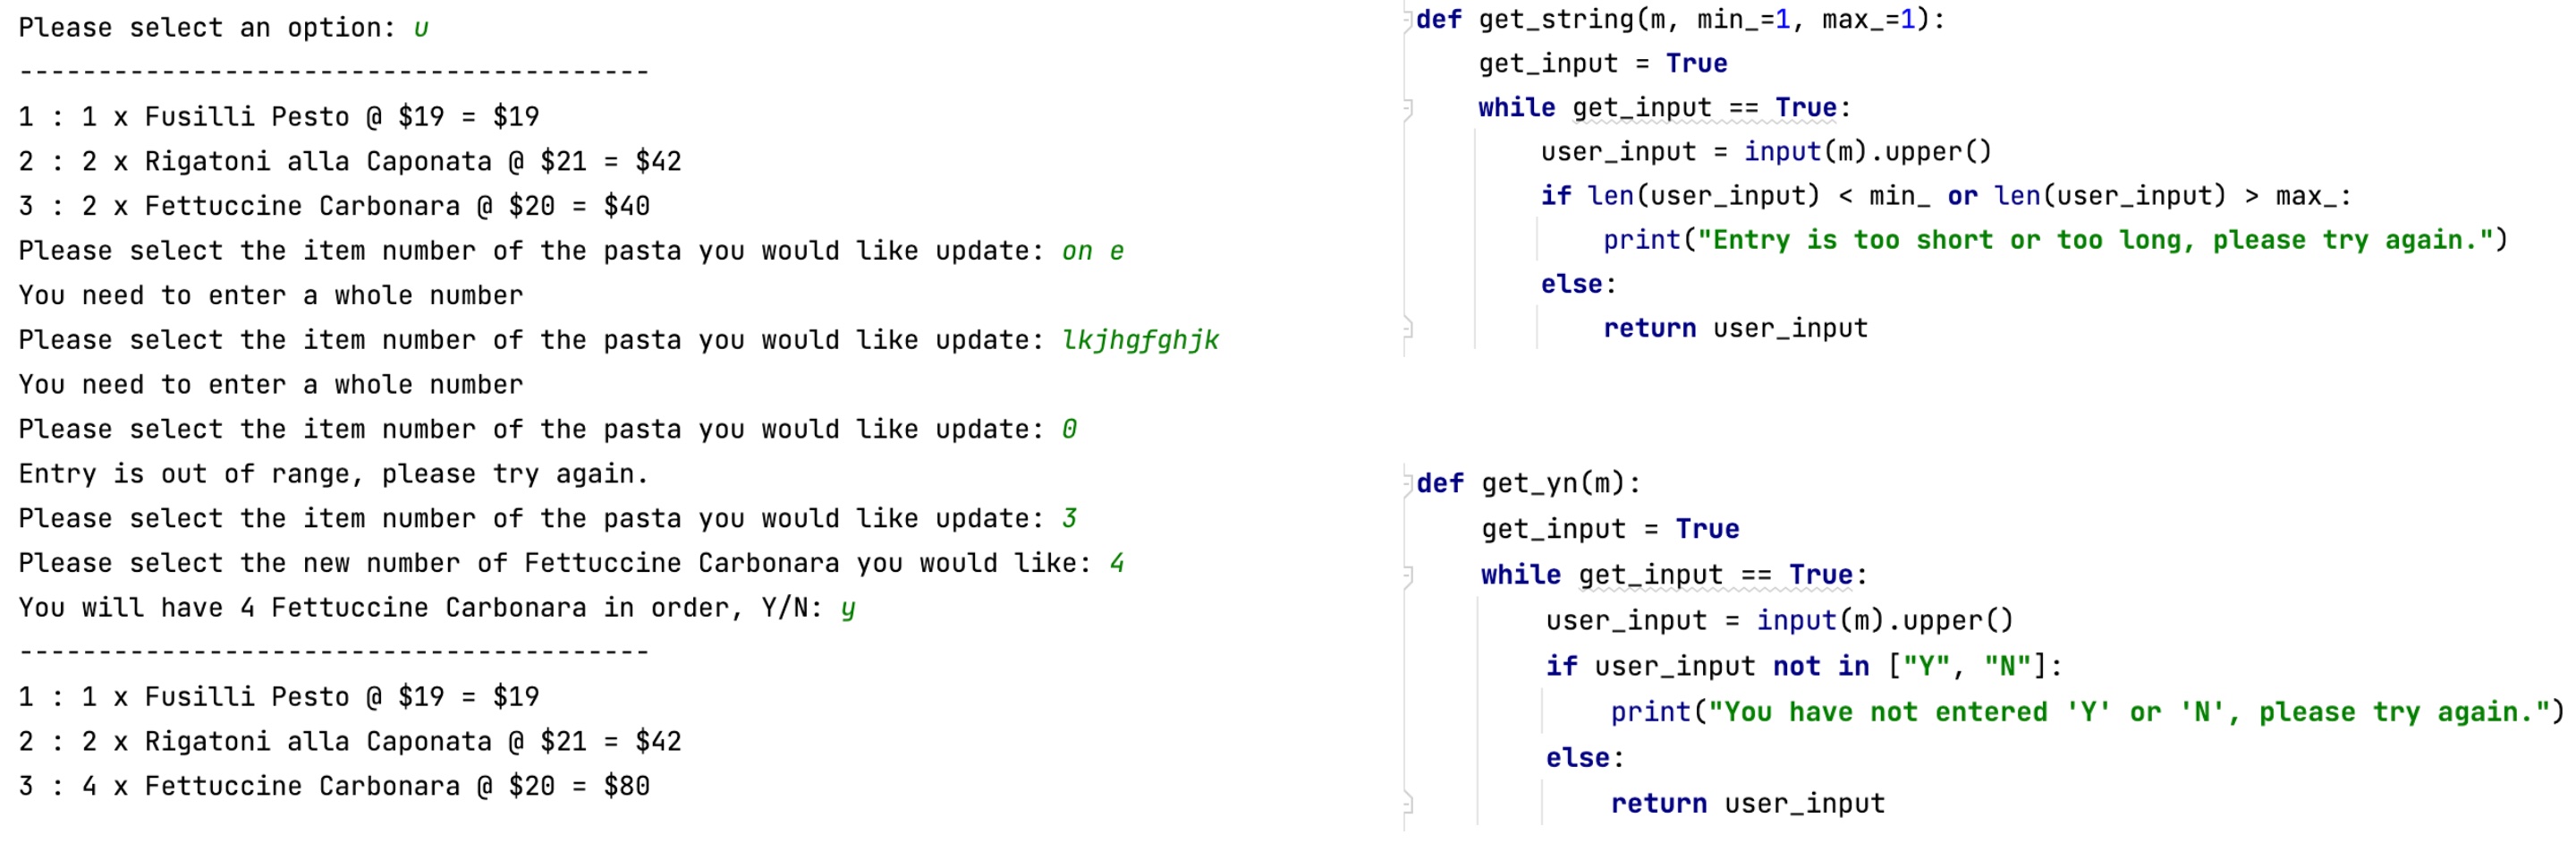 Please select an option: u
----------------------------------------
1 : 1 x Fusilli Pesto @ $19 = $19
2 : 2 x Rigatoni alla Caponata @ $21 = $42
3 : 2 x Fettuccine Carbonara @ $20 = $40
Please select the item number of the pasta you would like update: on e
You need to enter a whole number
Please select the item number of the pasta you would like update: lkjhgfghjk
You need to enter a whole number
Please select the item number of the pasta you would like update: 0
Entry is out of range, please try again.
Please select the item number of the pasta you would like update: 3
Please select the new number of Fettuccine Carbonara you would like: 4
You will have 4 Fettuccine Carbonara in order, Y/N: y
----------------------------------------
1 : 1 x Fusilli Pesto @ $19 = $19
2 : 2 x Rigatoni alla Caponata @ $21 = $42
3 : 4 x Fettuccine Carbonara @ $20 = $80
def get_string(m, min_=1, max_=1):
    get_input = True
    while get_input == True:
        user_input = input(m).upper()
        if len(user_input) < min_ or len(user_input) > max_:
            print("Entry is too short or too long, please try again.")
        else:
            return user_input
def get_yn(m):
    get_input = True
    while get_input == True:
        user_input = input(m).upper()
        if user_input not in ["Y", "N"]:
            print("You have not entered 'Y' or 'N', please try again.")
        else:
            return user_input